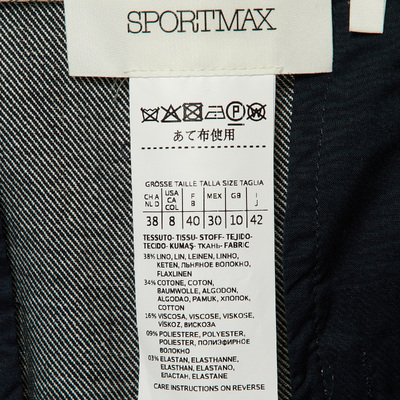 SPORTMAX
P W
あて布使用
GRÖSSE TAILLE TALLA SIZE TAGLIA
CH A NL D USA CA COL F B MEX GB I J
38 8 40 30 10 42
TESSUTO- TISSU- STOFF- TEJIDO-
TECIDO- KUMAŞ- ТКАНЬ- FABRIC
38% LINO, LIN, LEINEN, LINHO,
KETEN, ЛЬНЯНОЕ ВОЛОКНО,
FLAXLINEN
34% COTONE, COTON,
BAUMWOLLE, ALGODON,
ALGODAO, PAMUK, ХЛОПОК,
COTTON
16% VISCOSA, VISCOSE, VISKOSE,
VİSKOZ, ВИСКОЗА
09% POLIESTERE, POLYESTER,
POLIESTER, ПОЛИЭФИРНОЕ
ВОЛОКНО
03% ELASTAN, ELASTHANNE,
ELASTHAN, ELASTANO,
ЭЛАСТАН, ELASTANE
CARE INSTRUCTIONS ON REVERSE